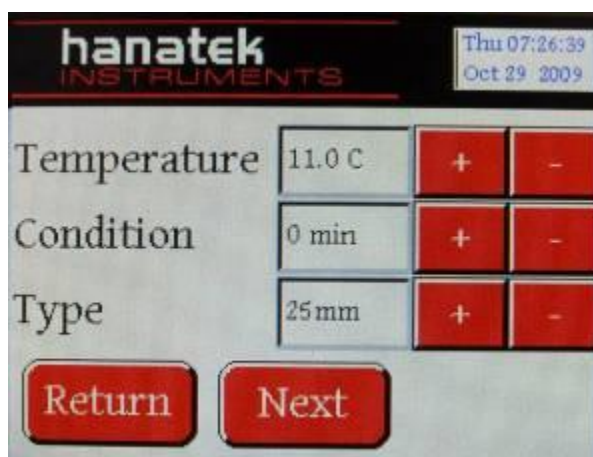 hanatek
INSTRUMENTS
Thu 07:26:39
Oct 29 2009
Temperature 11.0 C + -
Condition 0 min + -
Type 25mm + -
Return Next